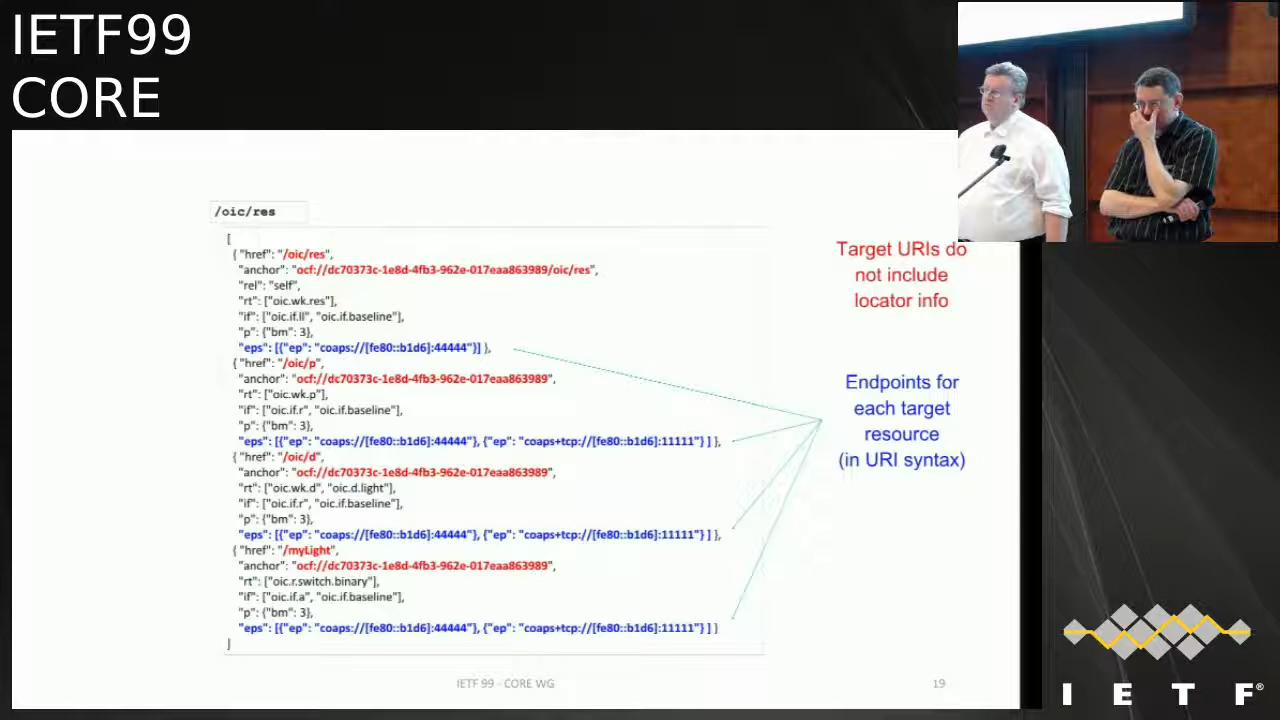 IETF99
CORE
/oic/res
[
{ "href": "/oic/res",
"anchor": "ocf://dc70373c-1e8d-4fb3-962e-017eaa863989/oic/res",
"rel": "self",
"rt": ["oic.wk.res"],
"if": ["oic.if.ll", "oic.if.baseline"],
"p": {"bm": 3},
"eps": [{"ep": "coaps://[fe80::b1d6]:44444"}] },
{ "href": "/oic/p",
"anchor": "ocf://dc70373c-1e8d-4fb3-962e-017eaa863989",
"rt": ["oic.wk.p"],
"if": ["oic.if.r", "oic.if.baseline"],
"p": {"bm": 3},
"eps": [{"ep": "coaps://[fe80::b1d6]:44444"}, {"ep": "coaps+tcp://[fe80::b1d6]:11111"} ] },
{ "href": "/oic/d",
"anchor": "ocf://dc70373c-1e8d-4fb3-962e-017eaa863989",
"rt": ["oic.wk.d", "oic.d.light"],
"if": ["oic.if.r", "oic.if.baseline"],
"p": {"bm": 3},
"eps": [{"ep": "coaps://[fe80::b1d6]:44444"}, {"ep": "coaps+tcp://[fe80::b1d6]:11111"} ] },
{ "href": "/myLight",
"anchor": "ocf://dc70373c-1e8d-4fb3-962e-017eaa863989",
"rt": ["oic.r.switch.binary"],
"if": ["oic.if.a", "oic.if.baseline"],
"p": {"bm": 3},
"eps": [{"ep": "coaps://[fe80::b1d6]:44444"}, {"ep": "coaps+tcp://[fe80::b1d6]:11111"} ] }
]
Target URIs do
not include
locator info
Endpoints for
each target
resource
(in URI syntax)
IETF 99 - CORE WG
19
I E T F®